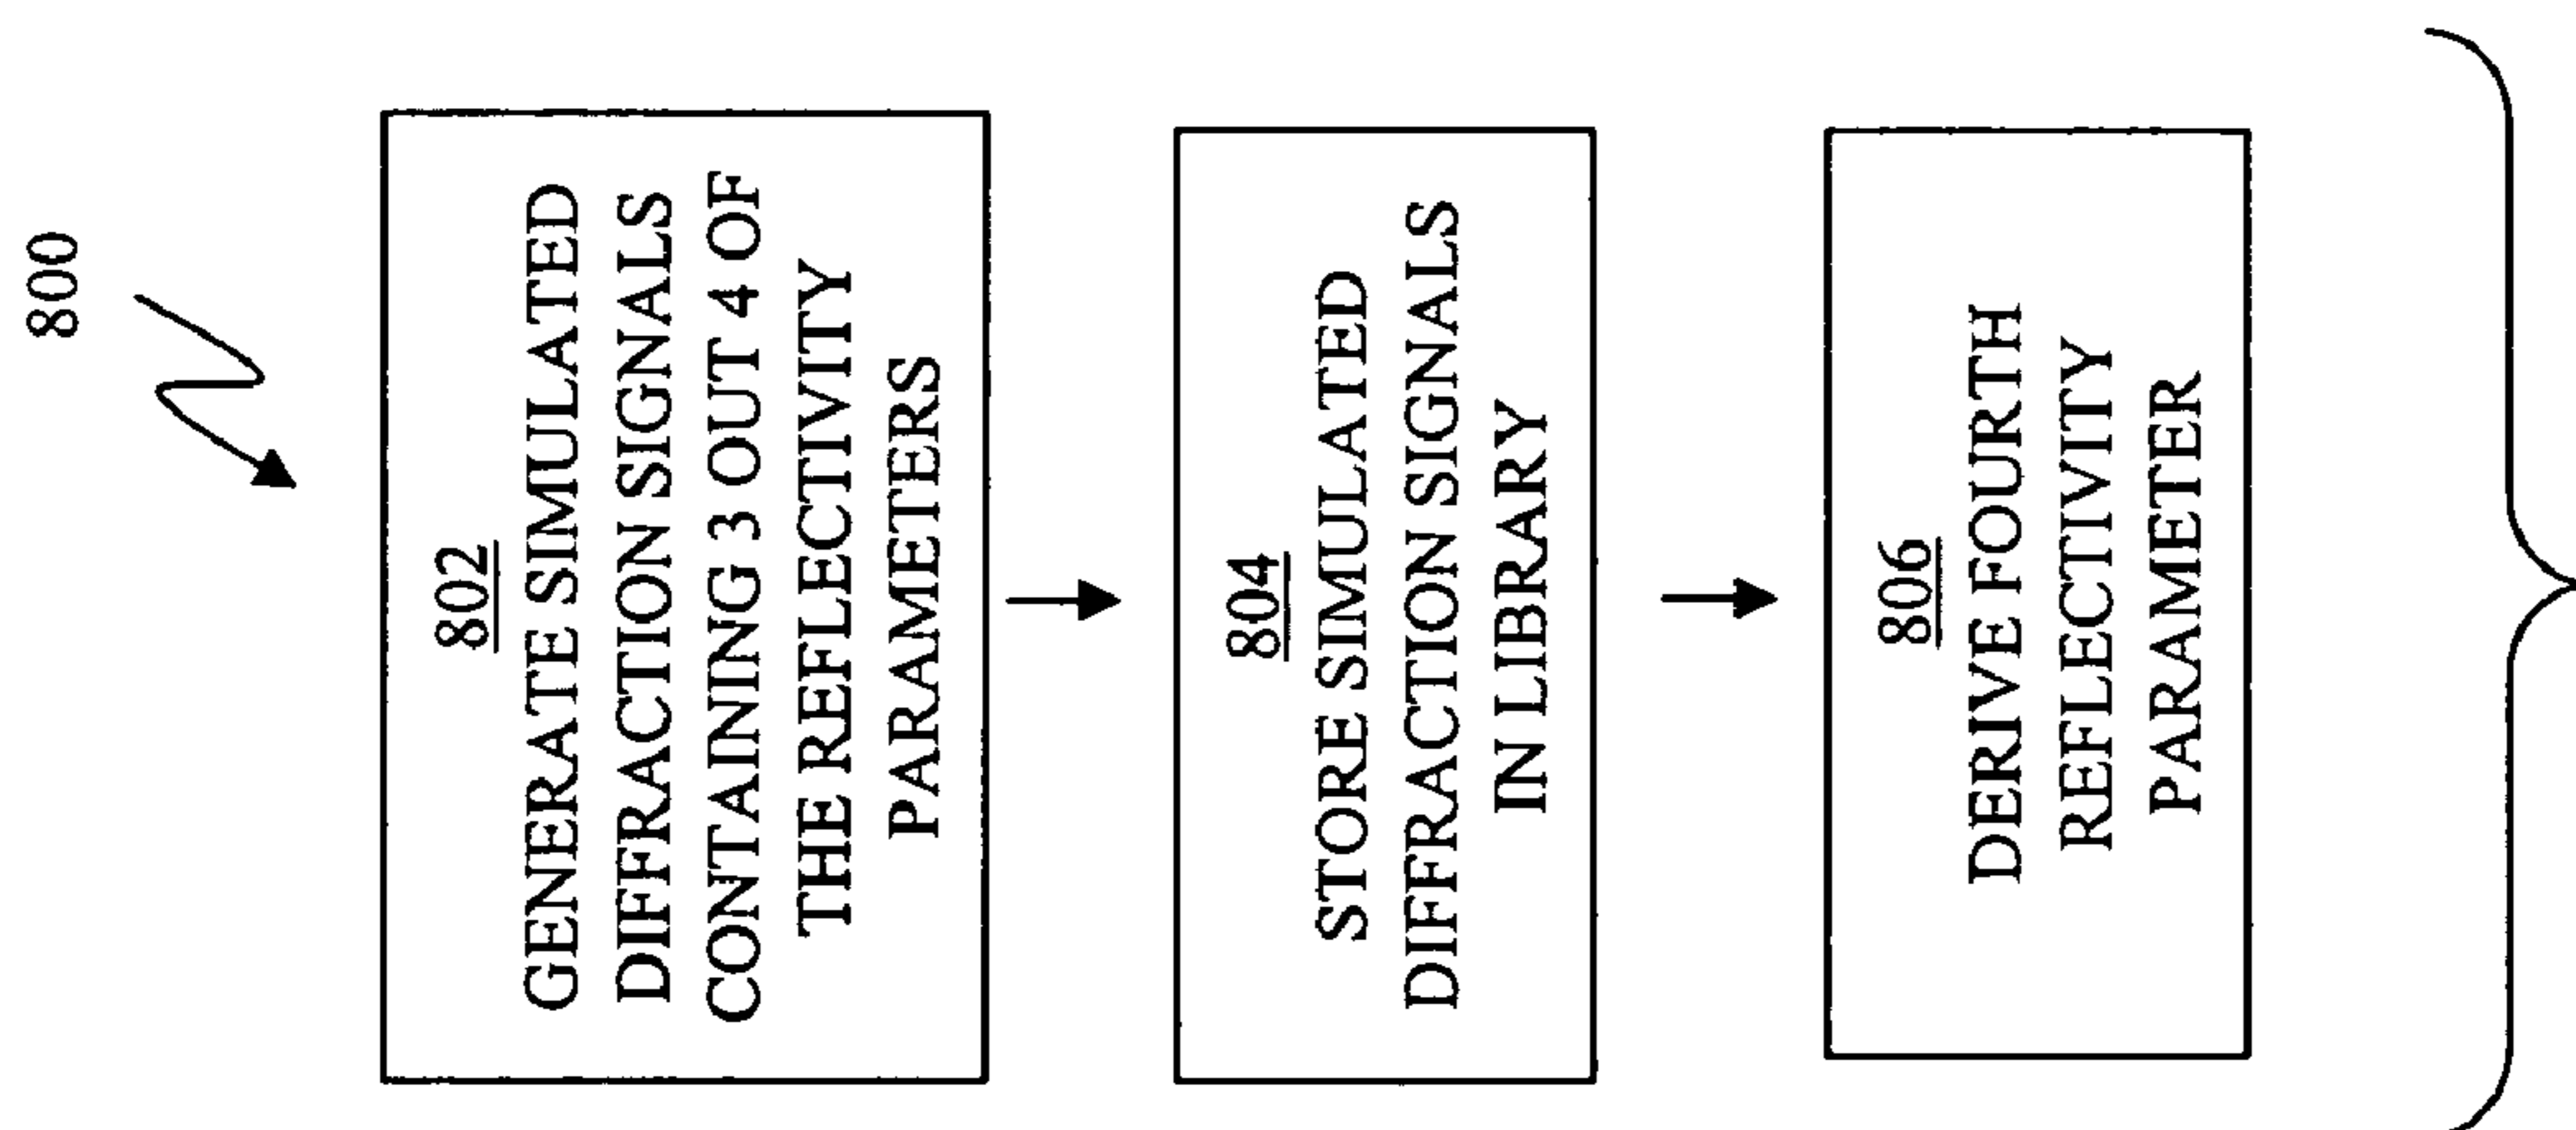 800
802
GENERATE SIMULATED
DIFFRACTION SIGNALS
CONTAINING 3 OUT 4 OF
THE REFLECTIVITY
PARAMETERS
804
STORE SIMULATED
DIFFRACTION SIGNALS
IN LIBRARY
806
DERIVE FOURTH
REFLECTIVITY
PARAMETER